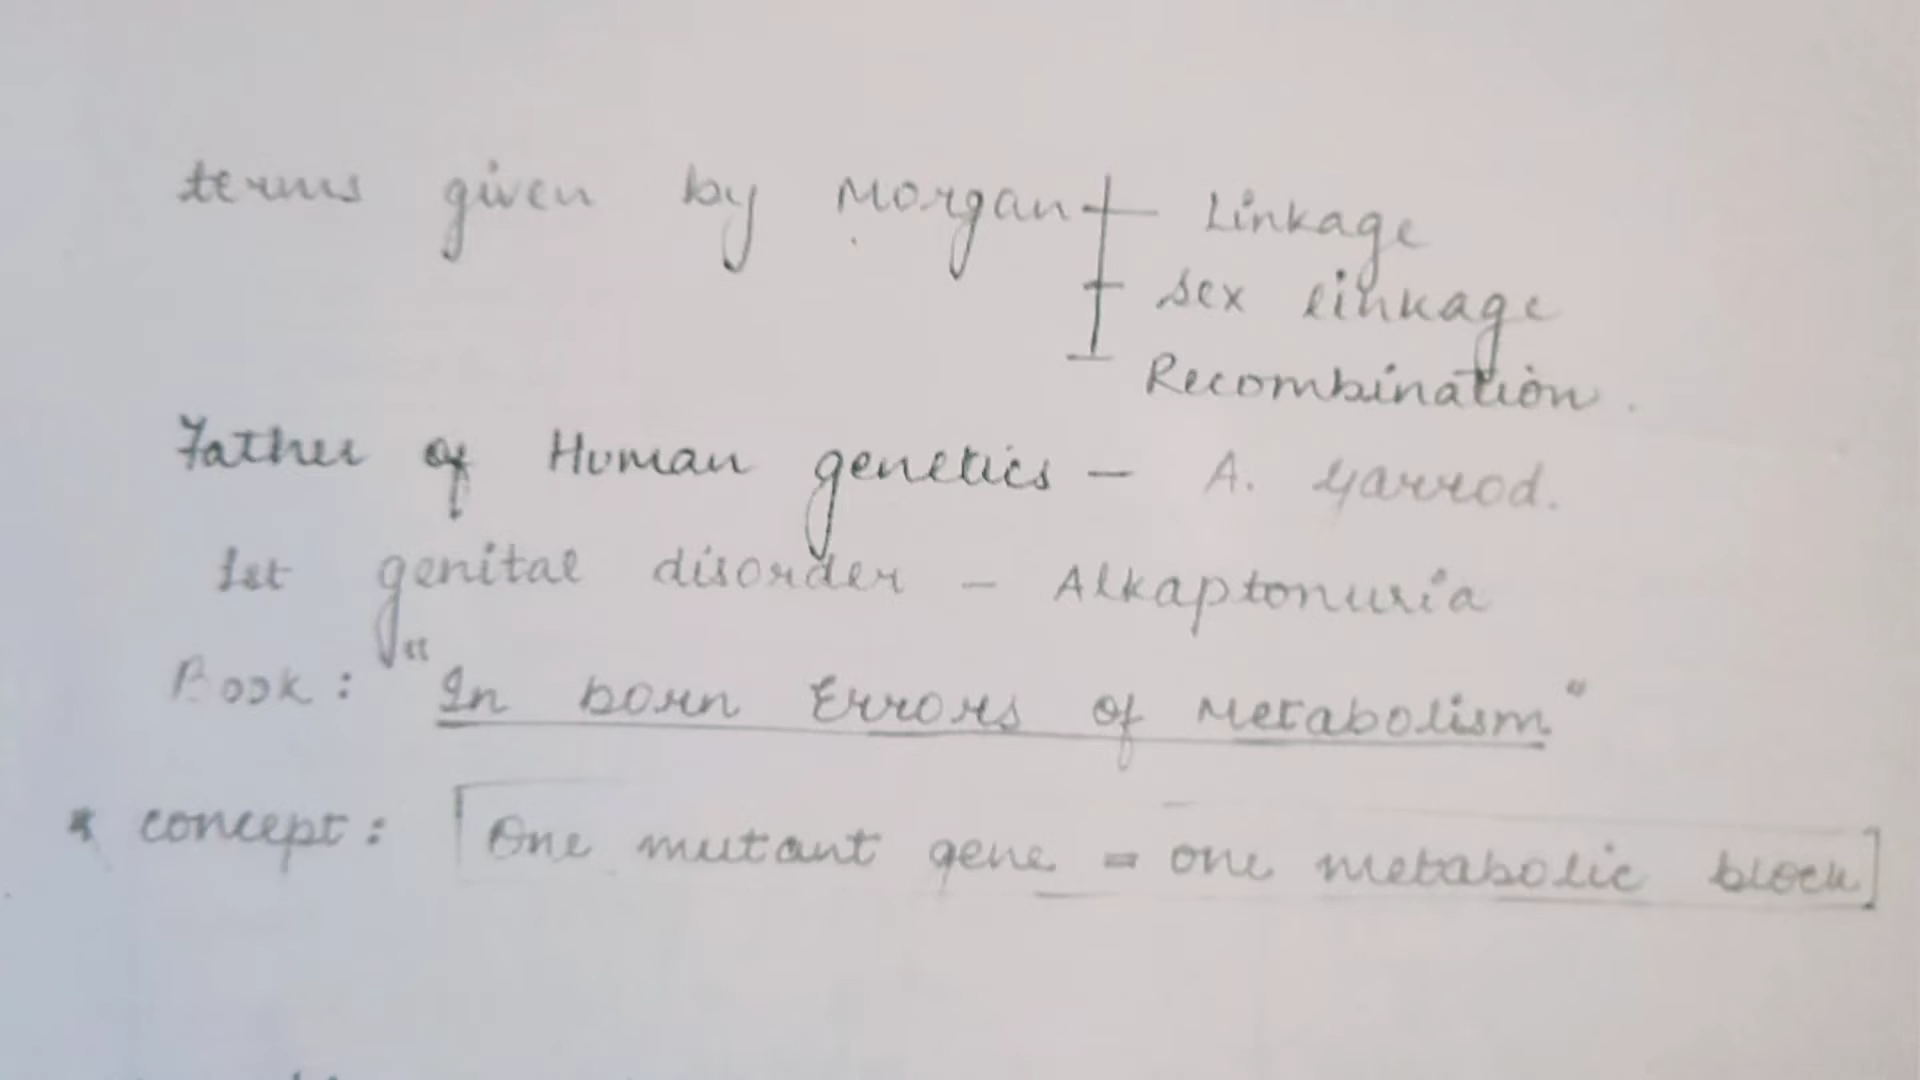 terms given by Morgan Linkage
sex linkage
Recombination.
Father of Human genetics - A. Garrod.
1st genital disorder - Alkaptonuria
Book: "In born Errors of Metabolism"
* concept: One mutant gene = one metabolic block